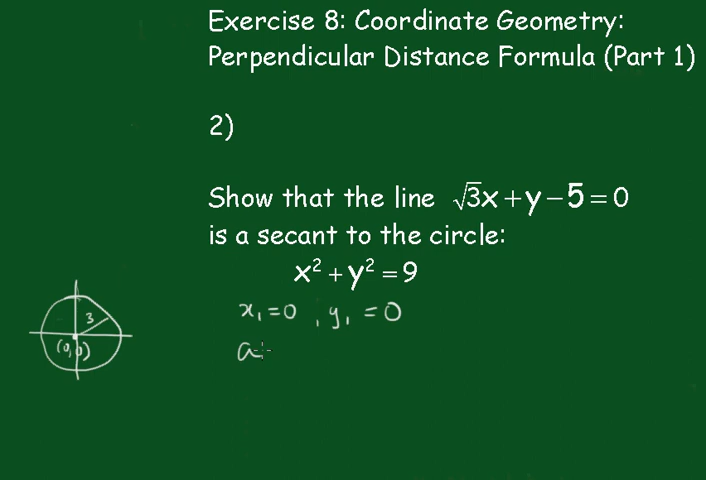 Exercise 8: Coordinate Geometry:
Perpendicular Distance Formula (Part 1)
2)
Show that the line √3x + y − 5 = 0
is a secant to the circle:
x² + y² = 9
x₁ = 0 , y₁ = 0
a
3
(0,0)